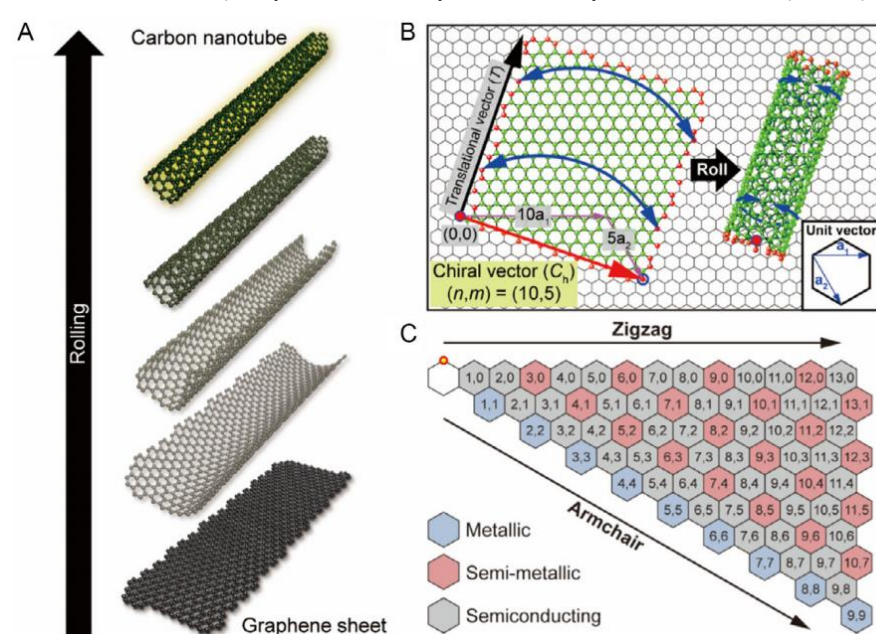 A
Carbon nanotube
Rolling
Graphene sheet
B
Translational vector (T)
10a₁
(0,0)
5a₂
Chiral vector (Cₕ)
(n,m) = (10,5)
Roll
Unit vector
a₁
a₂
C
Zigzag
1,0 2,0 3,0 4,0 5,0 6,0 7,0 8,0 9,0 10,0 11,0 12,0 13,0
1,1 2,1 3,1 4,1 5,1 6,1 7,1 8,1 9,1 10,1 11,1 12,1 13,1
2,2 3,2 4,2 5,2 6,2 7,2 8,2 9,2 10,2 11,2 12,2
3,3 4,3 5,3 6,3 7,3 8,3 9,3 10,3 11,3 12,3
4,4 5,4 6,4 7,4 8,4 9,4 10,4 11,4
5,5 6,5 7,5 8,5 9,5 10,5 11,5
6,6 7,6 8,6 9,6 10,6
7,7 8,7 9,7 10,7
8,8 9,8
9,9
Armchair
Metallic
Semi-metallic
Semiconducting